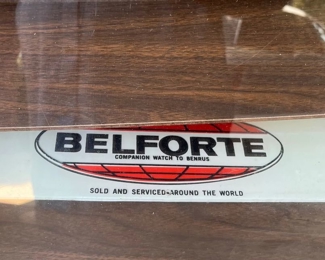 BELFORTE
COMPANION WATCH TO BENRUS
SOLD AND SERVICED AROUND THE WORLD